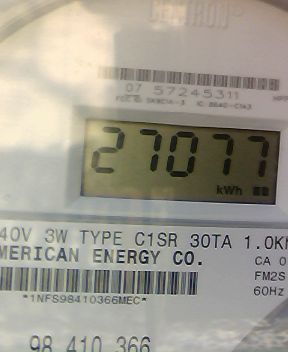 CENTRON®
07 57245311
27077
kWh
40V 3W TYPE C1SR 30TA 1.0K
MERICAN ENERGY CO.
CA 0
FM2S
60Hz
*1NFS98410366MEC*
98 410 366